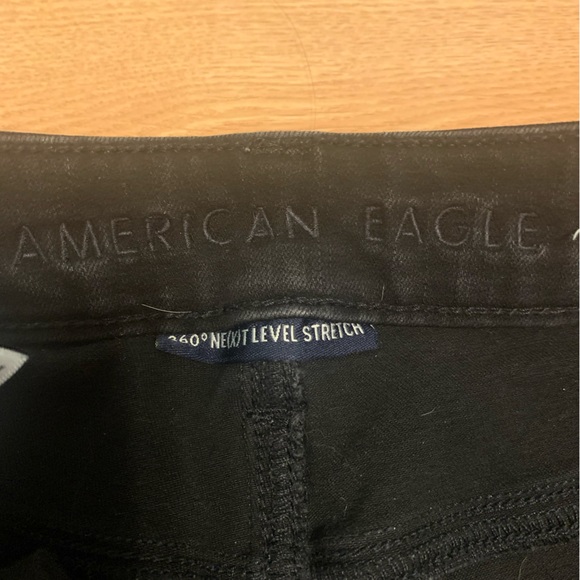 AMERICAN EAGLE
360° NE(X)T LEVEL STRETCH